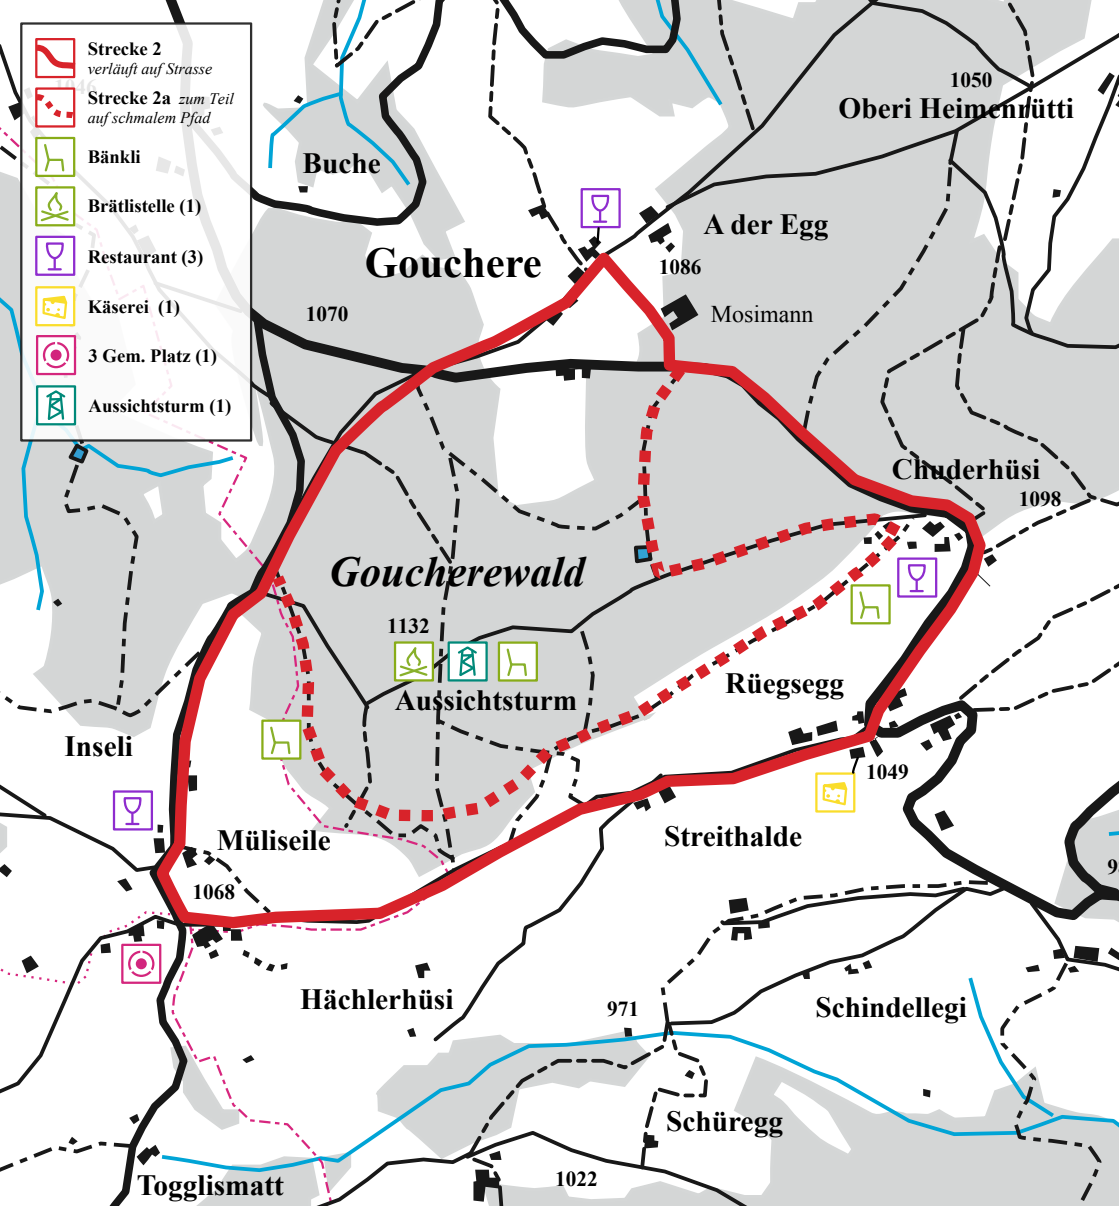 Strecke 2
verläuft auf Strasse
1046
Strecke 2a zum Teil
auf schmalem Pfad
Bänkli
Brätlistelle (1)
Restaurant (3)
Käserei (1)
3 Gem. Platz (1)
Aussichtsturm (1)
1050
Oberi Heimenrütti
Buche
A der Egg
Gouchere
1086
1070
Mosimann
Chuderhüsi
1098
Goucherewald
1132
Rüegsegg
Aussichtsturm
Inseli
1049
Müliseile
Streithalde
1068
Hächlerhüsi
971
Schindellegi
Schüregg
1022
Togglismatt